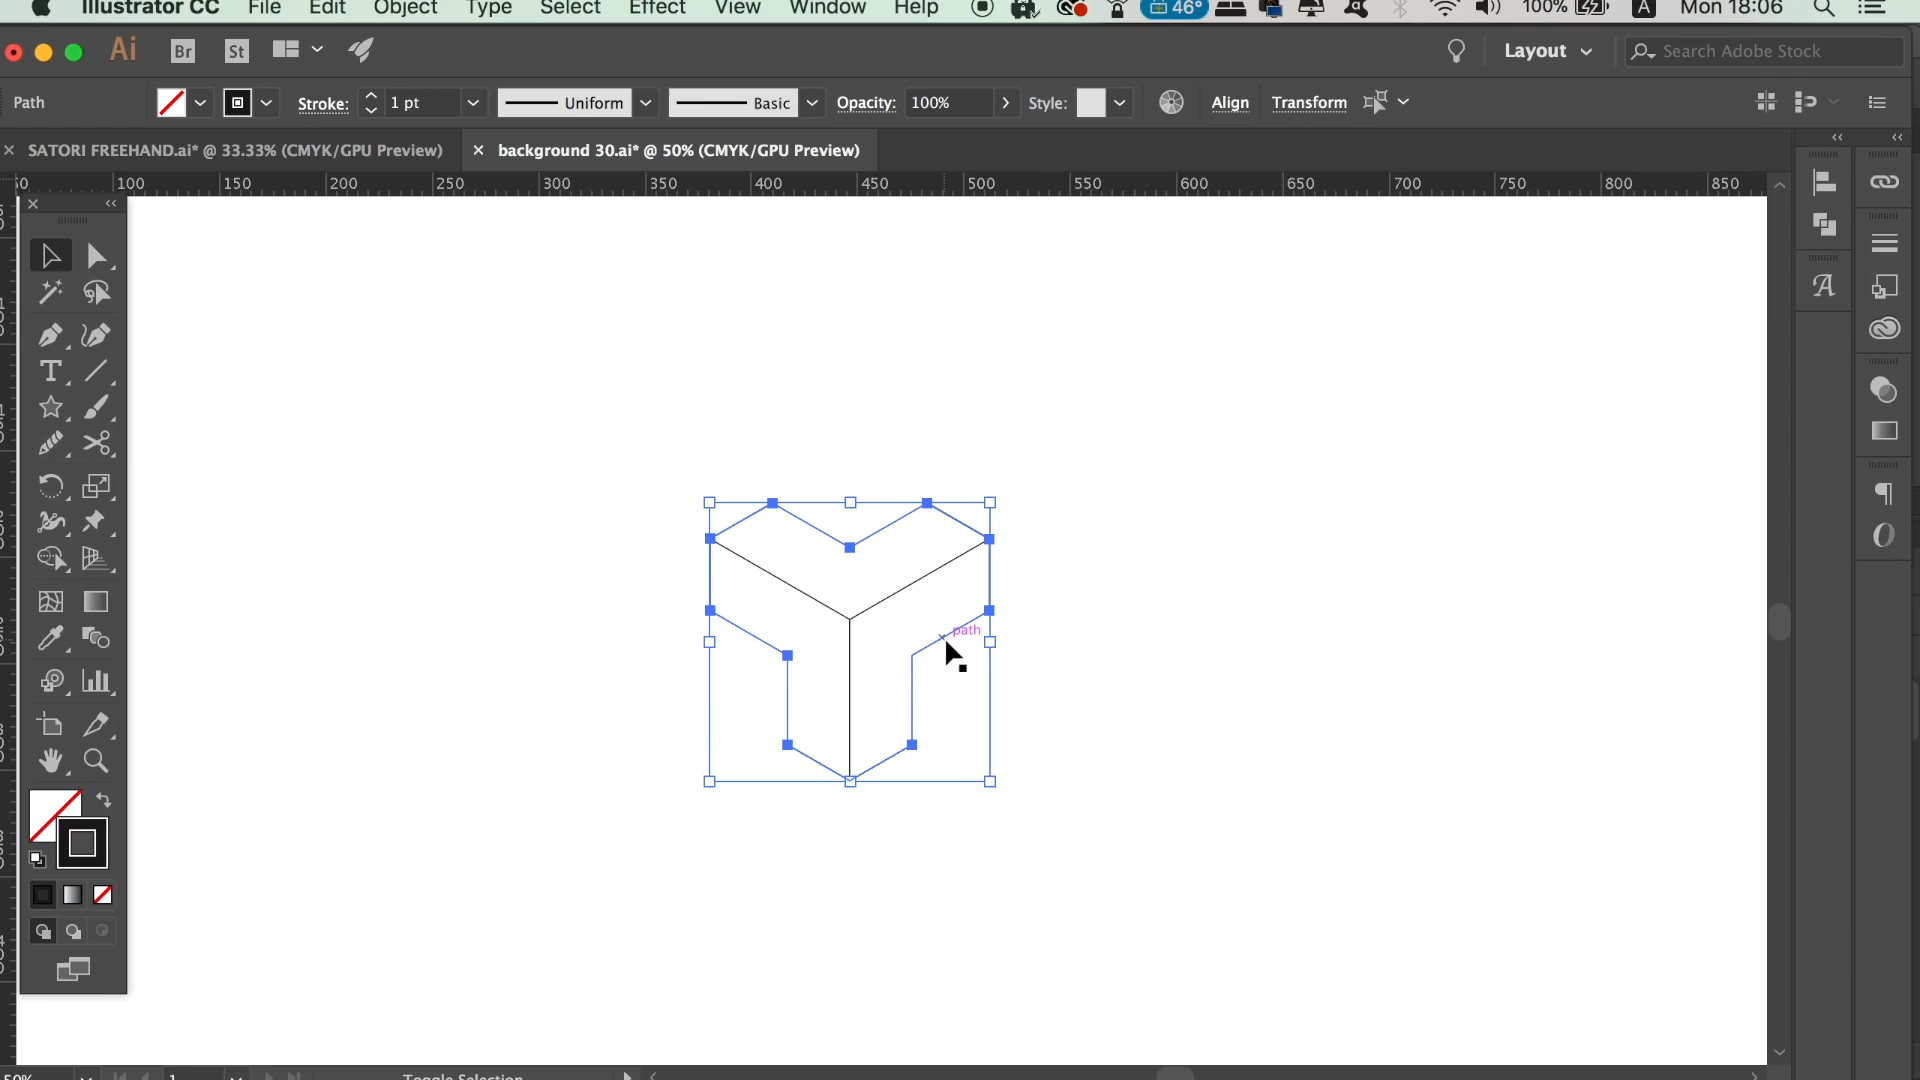 Illustrator CC File Edit Object Type Select Effect View Window Help 46° 100% A Mon 18:06
Ai Br St Layout Search Adobe Stock
Path Stroke: 1 pt Uniform Basic Opacity: 100% Style: Align Transform
SATORI FREEHAND.ai* @ 33.33% (CMYK/GPU Preview) background 30.ai* @ 50% (CMYK/GPU Preview)
100 150 200 250 300 350 400 450 500 550 600 650 700 750 800 850
path
50% 1 Toggle Selection